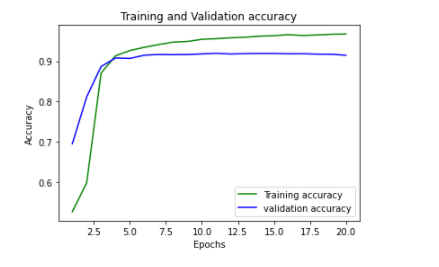 Training and Validation accuracy
0.9
0.8
0.7
0.6
Accuracy
Training accuracy
validation accuracy
2.5 5.0 7.5 10.0 12.5 15.0 17.5 20.0
Epochs